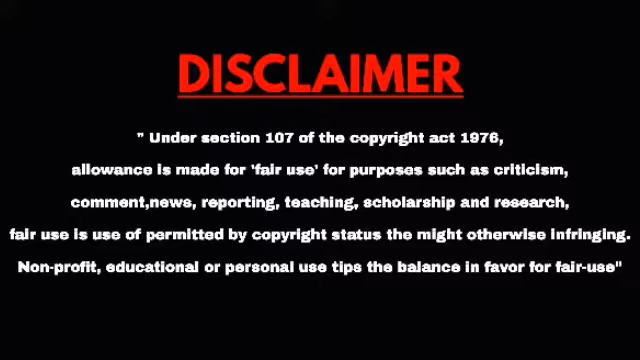 DISCLAIMER
" Under section 107 of the copyright act 1976,
allowance is made for 'fair use' for purposes such as criticism,
comment,news, reporting, teaching, scholarship and research,
fair use is use of permitted by copyright status the might otherwise infringing.
Non-profit, educational or personal use tips the balance in favor for fair-use"